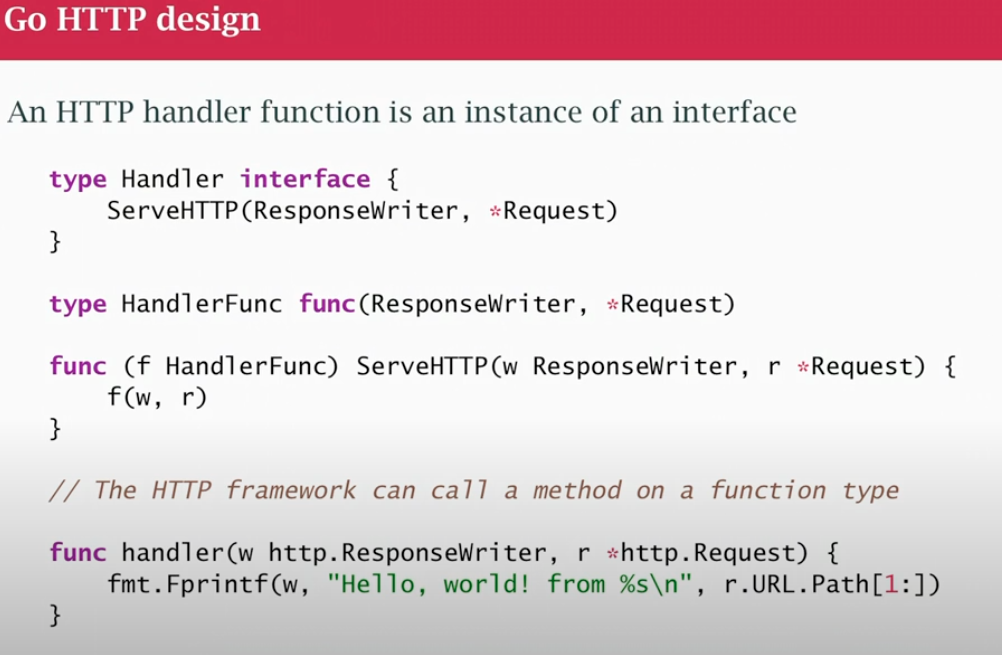 Go HTTP design
An HTTP handler function is an instance of an interface
type Handler interface {
ServeHTTP(ResponseWriter, *Request)
}
type HandlerFunc func(ResponseWriter, *Request)
func (f HandlerFunc) ServeHTTP(w ResponseWriter, r *Request) {
f(w, r)
}
// The HTTP framework can call a method on a function type
func handler(w http.ResponseWriter, r *http.Request) {
fmt.Fprintf(w, "Hello, world! from %s\n", r.URL.Path[1:])
}